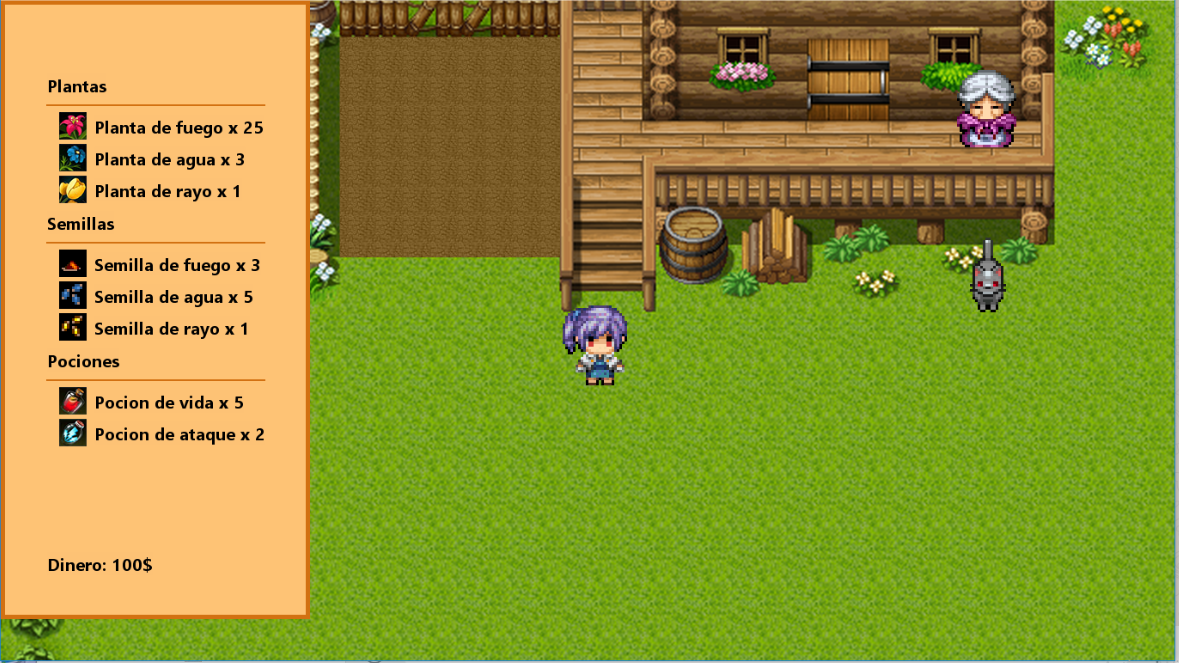 Plantas
Planta de fuego x 25
Planta de agua x 3
Planta de rayo x 1
Semillas
Semilla de fuego x 3
Semilla de agua x 5
Semilla de rayo x 1
Pociones
Pocion de vida x 5
Pocion de ataque x 2
Dinero: 100$